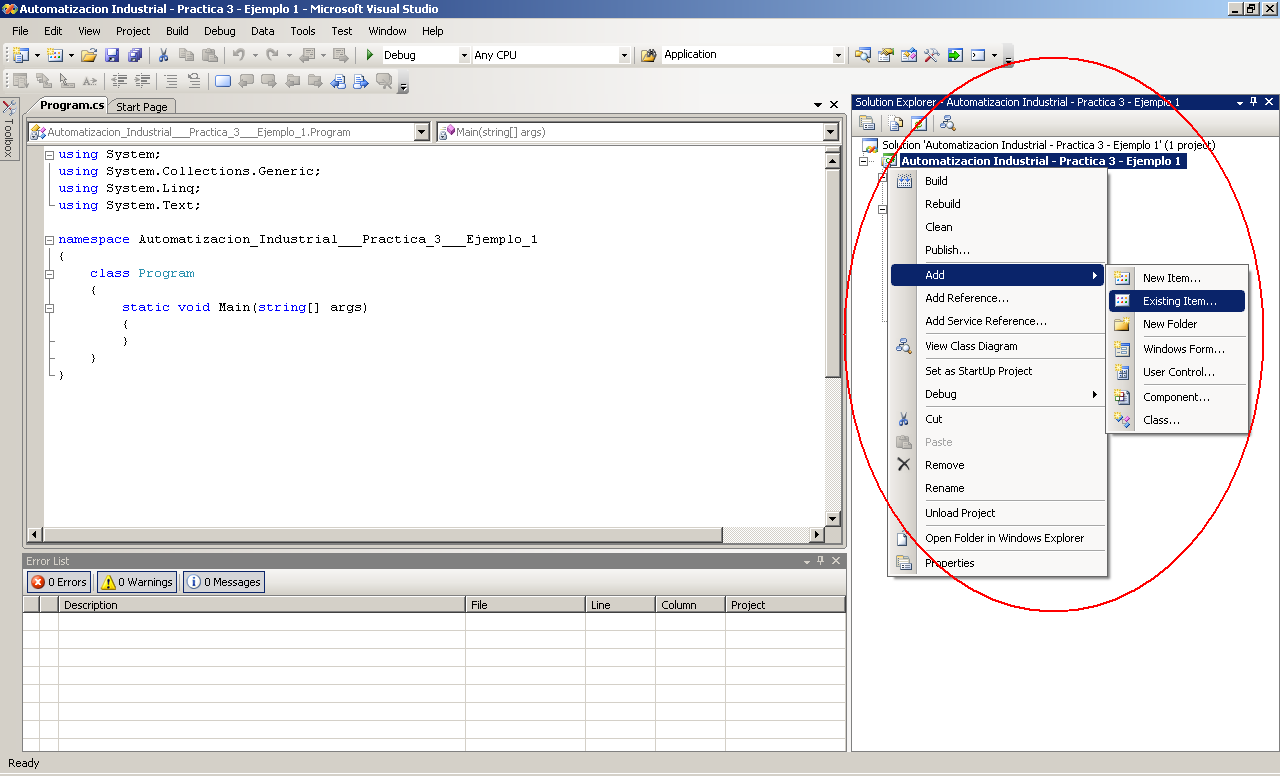 Automatizacion Industrial - Practica 3 - Ejemplo 1 - Microsoft Visual Studio
File Edit View Project Build Debug Data Tools Test Window Help
Debug Any CPU Application
Program.cs Start Page
Toolbox
Automatizacion_Industrial___Practica_3___Ejemplo_1.Program Main(string[] args)
using System;
using System.Collections.Generic;
using System.Linq;
using System.Text;
namespace Automatizacion_Industrial___Practica_3___Ejemplo_1
{
class Program
{
static void Main(string[] args)
{
}
}
}
Solution Explorer - Automatizacion Industrial - Practica 3 - Ejemplo 1
Solution 'Automatizacion Industrial - Practica 3 - Ejemplo 1' (1 project)
Automatizacion Industrial - Practica 3 - Ejemplo 1
Build
Rebuild
Clean
Publish...
Add
Add Reference...
Add Service Reference...
View Class Diagram
Set as StartUp Project
Debug
Cut
Paste
Remove
Rename
Unload Project
Open Folder in Windows Explorer
Properties
New Item...
Existing Item...
New Folder
Windows Form...
User Control...
Component...
Class...
Error List
0 Errors 0 Warnings 0 Messages
Description File Line Column Project
Ready